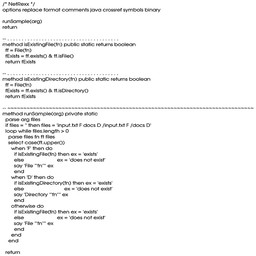 /* NetRexx */
options replace format comments java crossref symbols binary
runSample(arg)
return
-- . . . . . . . . . . . . . . . . . . . . . . . . . . . . . . . . . . . .
method isExistingFile(fn) public static returns boolean
ff = File(fn)
fExists = ff.exists() & ff.isFile()
return fExists
-- . . . . . . . . . . . . . . . . . . . . . . . . . . . . . . . . . . . .
method isExistingDirectory(fn) public static returns boolean
ff = File(fn)
fExists = ff.exists() & ff.isDirectory()
return fExists
-- =============================================================================
method runSample(arg) private static
parse arg files
if files = '' then files = 'input.txt F docs D /input.txt F /docs D'
loop while files.length > 0
parse files fn ft files
select case(ft.upper())
when 'F' then do
if isExistingFile(fn) then ex = 'exists'
else ex = 'does not exist'
say 'File '''fn''' ' ex
end
when 'D' then do
if isExistingDirectory(fn) then ex = 'exists'
else ex = 'does not exist'
say 'Directory '''fn''' ' ex
end
otherwise do
if isExistingFile(fn) then ex = 'exists'
else ex = 'does not exist'
say 'File '''fn''' ' ex
end
end
end
return